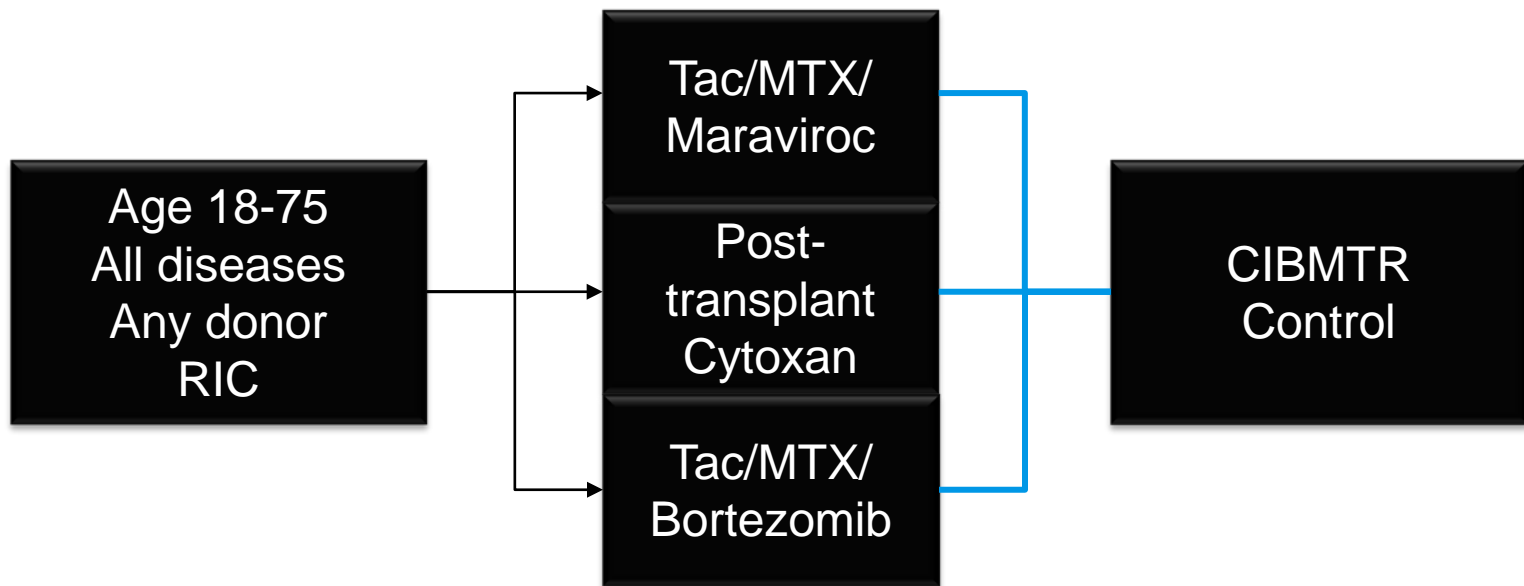 Age 18-75
All diseases
Any donor
RIC
Tac/MTX/
Maraviroc
Post-
transplant
Cytoxan
Tac/MTX/
Bortezomib
CIBMTR
Control